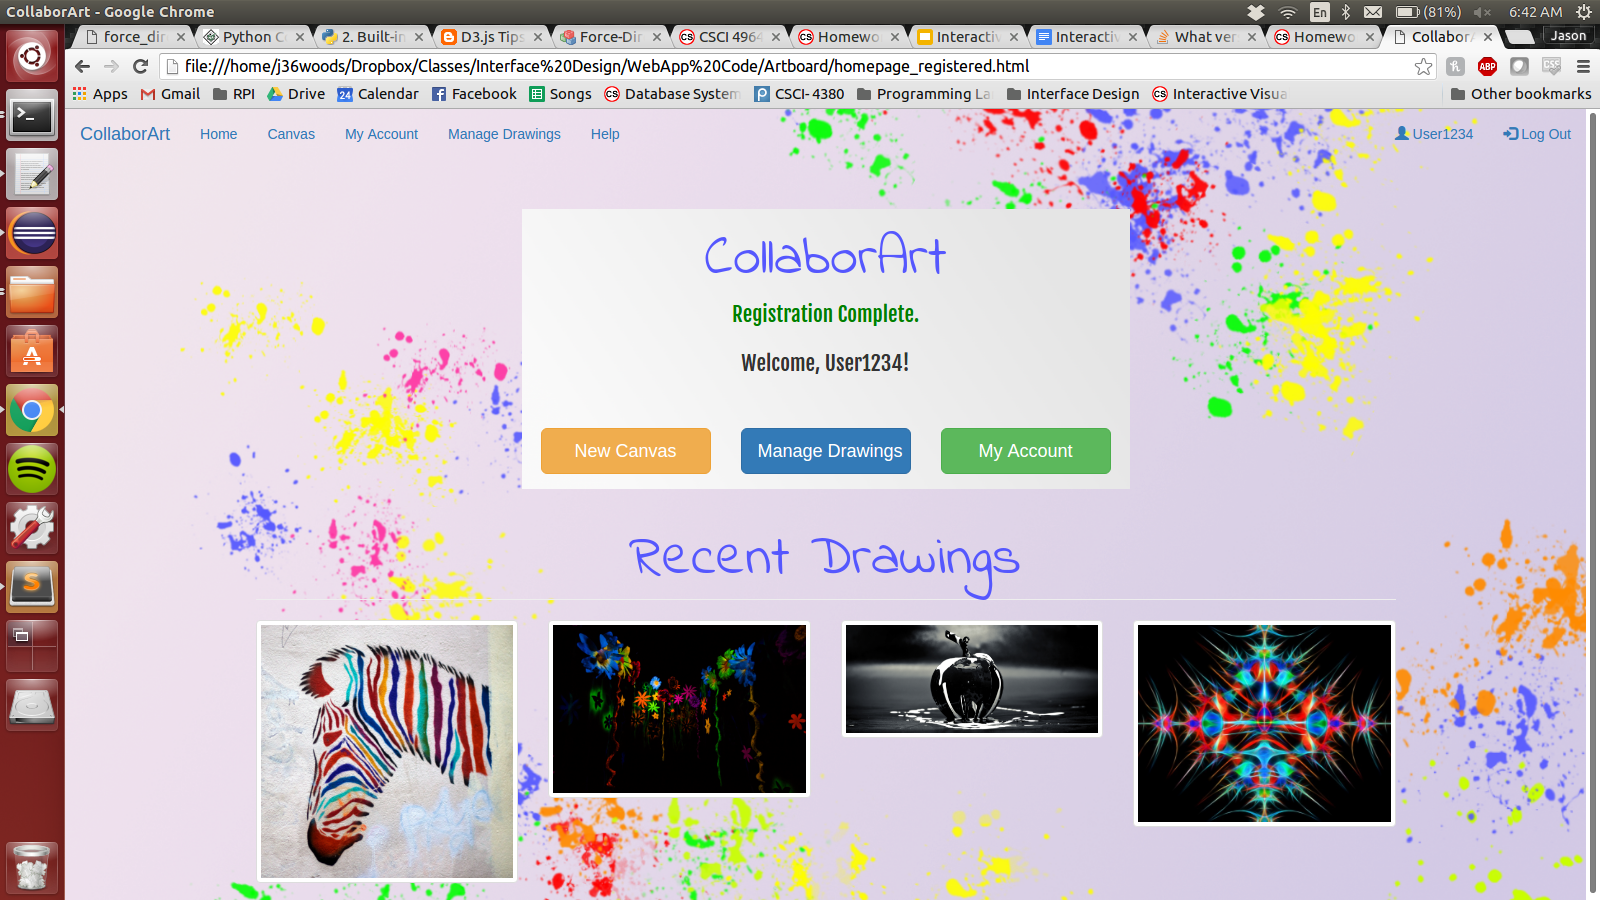 CollaborArt - Google Chrome
En
(81%)
6:42 AM
force_dir
Python C
2. Built-in
D3.js Tips
Force-Dir
CSCI 4964
Homewo
Interactiv
Interactiv
What ver
Homewo
CollaborA
Jason
file:///home/j36woods/Dropbox/Classes/Interface%20Design/WebApp%20Code/Artboard/homepage_registered.html
ABP
CSS
Apps
Gmail
RPI
Drive
24
Calendar
Facebook
Songs
Database System
CSCI- 4380
Programming La
Interface Design
Interactive Visua
Other bookmarks
CollaborArt
Home
Canvas
My Account
Manage Drawings
Help
User1234
Log Out
CollaborArt
Registration Complete.
Welcome, User1234!
New Canvas
Manage Drawings
My Account
Recent Drawings